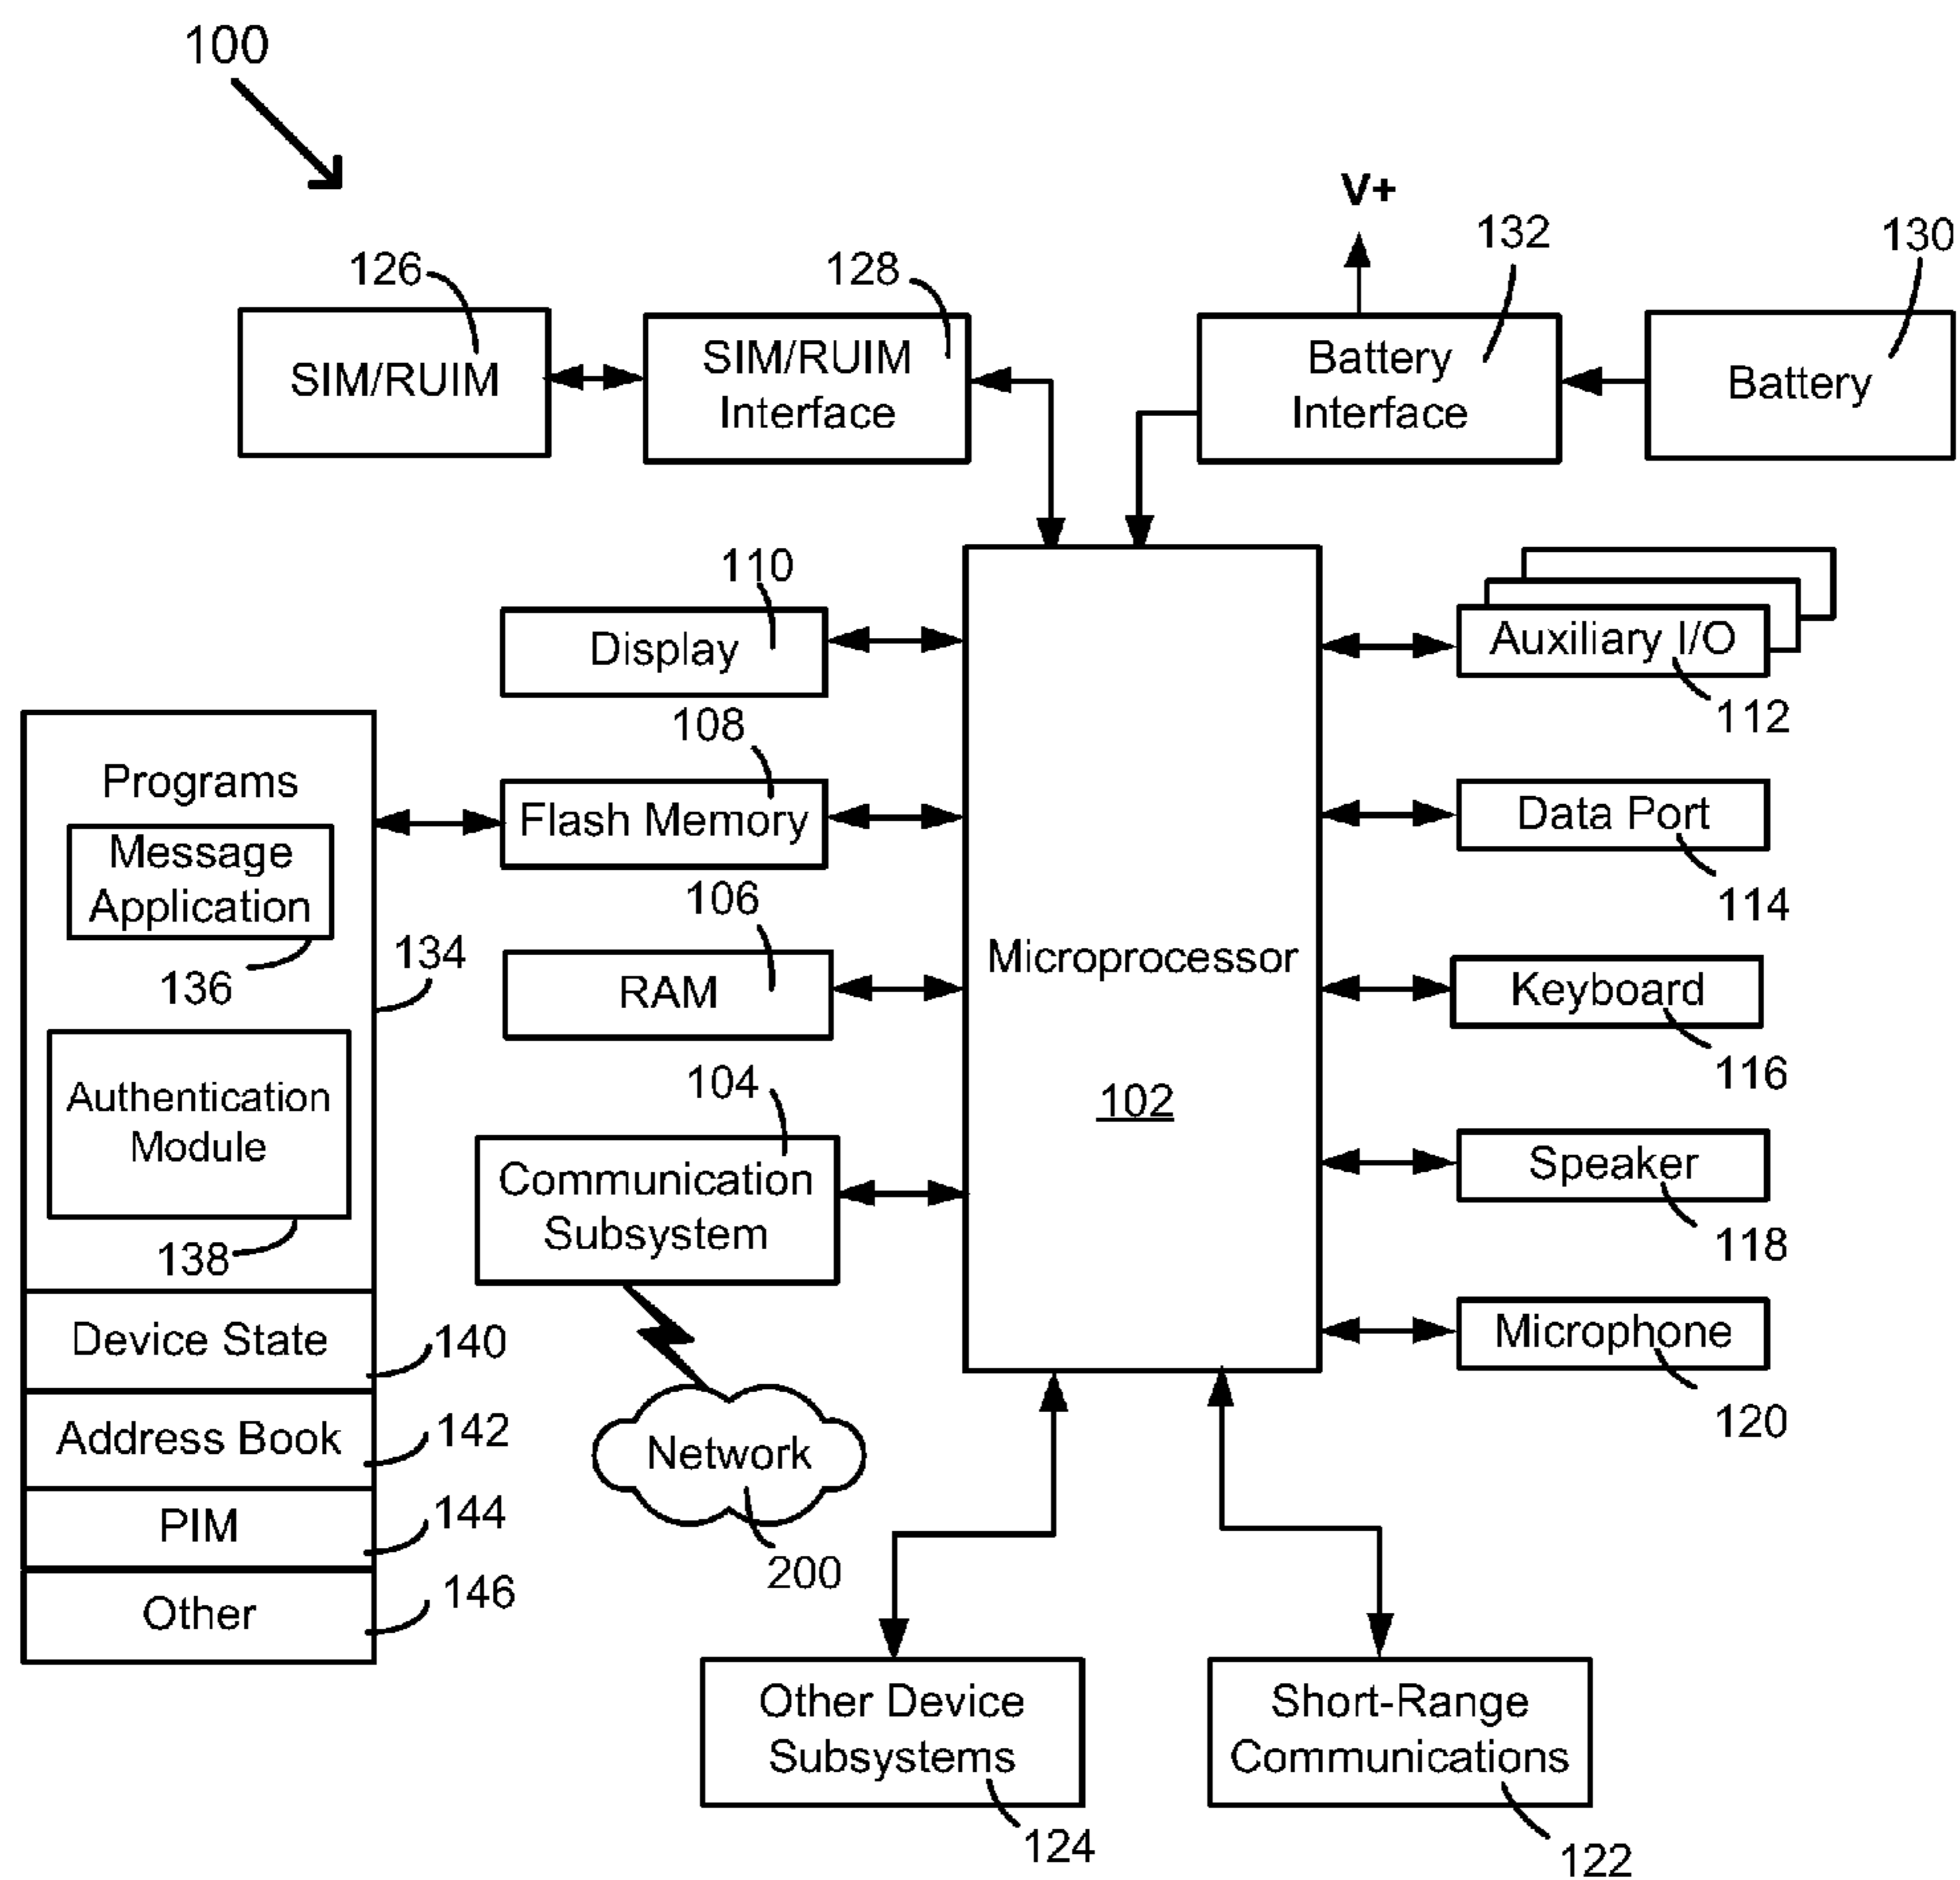 100
V+
132
130
126
128
SIM/RUIM
SIM/RUIM
Interface
Battery
Interface
Battery
110
Display
Auxiliary I/O
112
108
Programs
Flash Memory
Data Port
114
Message
Application
136
134
106
RAM
Microprocessor
102
Keyboard
116
104
Authentication
Module
138
Communication
Subsystem
Speaker
118
Device State
140
Microphone
120
Address Book
142
Network
200
PIM
144
Other
146
Other Device
Subsystems
124
Short-Range
Communications
122